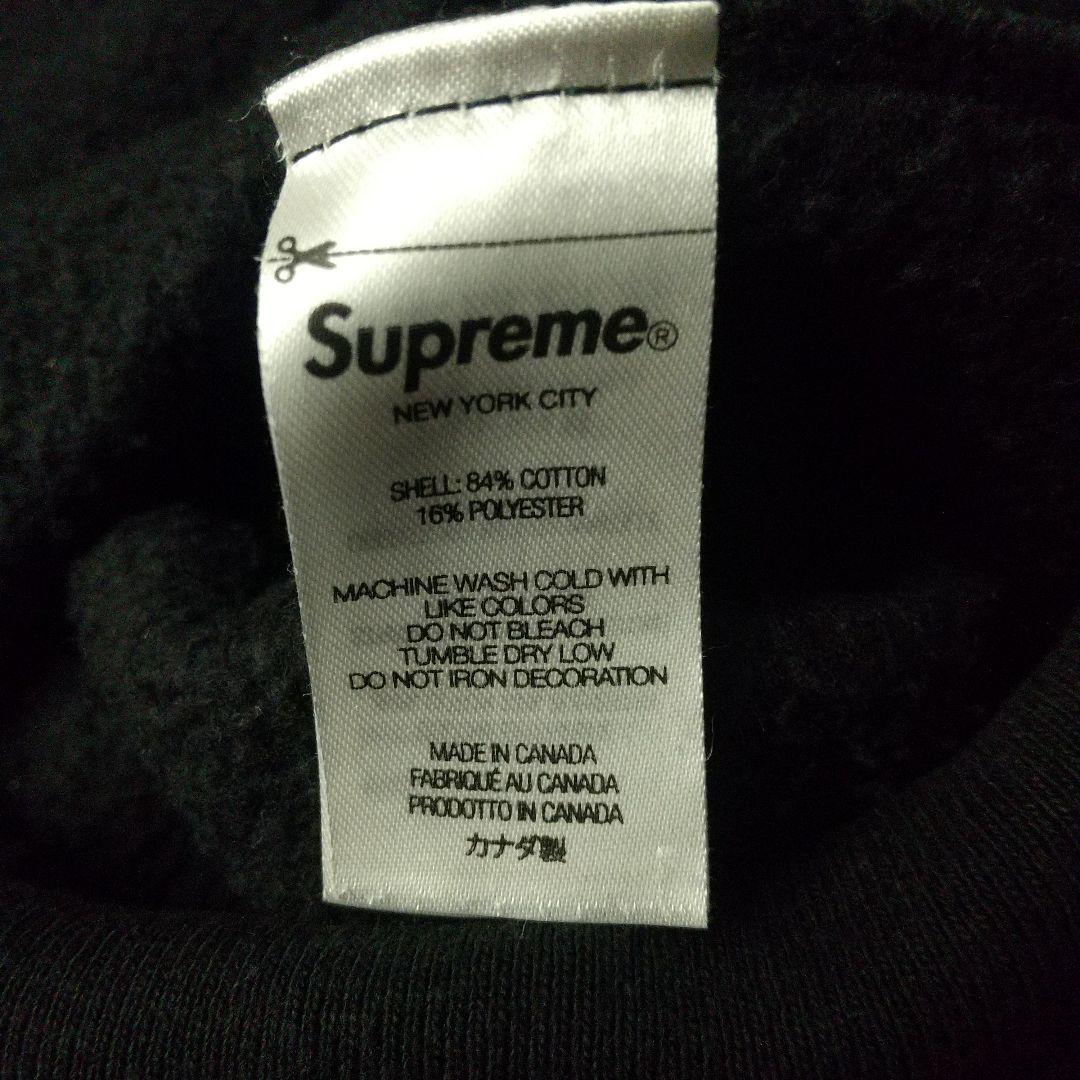 Supreme®
NEW YORK CITY
SHELL: 84% COTTON
16% POLYESTER
MACHINE WASH COLD WITH
LIKE COLORS
DO NOT BLEACH
TUMBLE DRY LOW
DO NOT IRON DECORATION
MADE IN CANADA
FABRIQUÉ AU CANADA
PRODOTTO IN CANADA
カナダ製